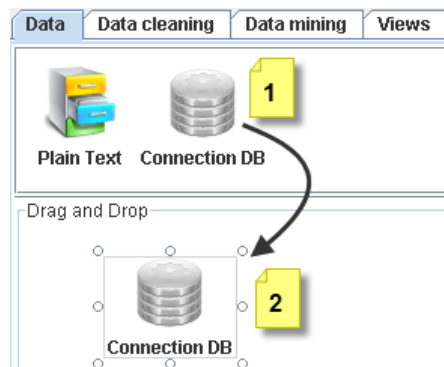 Data Data cleaning Data mining Views
1
Plain Text Connection DB
Drag and Drop
2
Connection DB